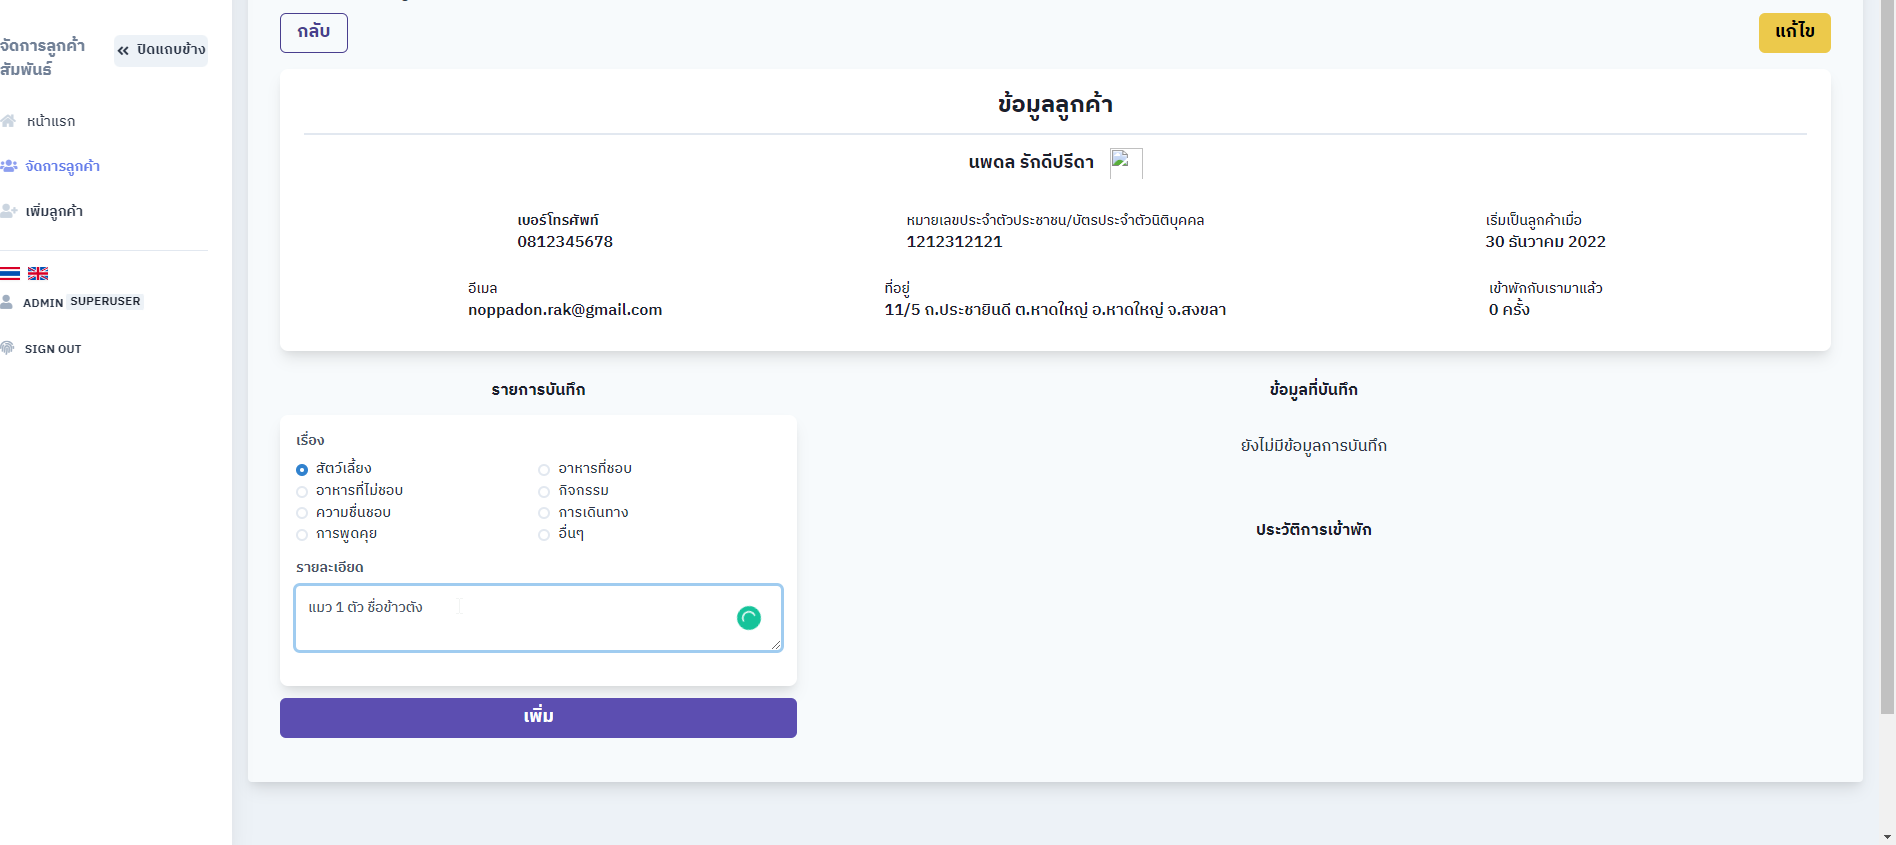 จัดการลูกค้า
สัมพันธ์
ปิดแถบข้าง
หน้าแรก
จัดการลูกค้า
เพิ่มลูกค้า
ADMIN SUPERUSER
SIGN OUT
กลับ
แก้ไข
ข้อมูลลูกค้า
นพดล รักดีปรีดา
เบอร์โทรศัพท์
0812345678
หมายเลขประจำตัวประชาชน/บัตรประจำตัวนิติบุคคล
1212312121
เริ่มเป็นลูกค้าเมื่อ
30 ธันวาคม 2022
อีเมล
noppadon.rak@gmail.com
ที่อยู่
11/5 ถ.ประชายินดี ต.หาดใหญ่ อ.หาดใหญ่ จ.สงขลา
เข้าพักกับเรามาแล้ว
0 ครั้ง
รายการบันทึก
เรื่อง
สัตว์เลี้ยง
อาหารที่ชอบ
อาหารที่ไม่ชอบ
กิจกรรม
ความชื่นชอบ
การเดินทาง
การพูดคุย
อื่นๆ
รายละเอียด
แมว 1 ตัว ชื่อข้าวตัง
เพิ่ม
ข้อมูลที่บันทึก
ยังไม่มีข้อมูลการบันทึก
ประวัติการเข้าพัก